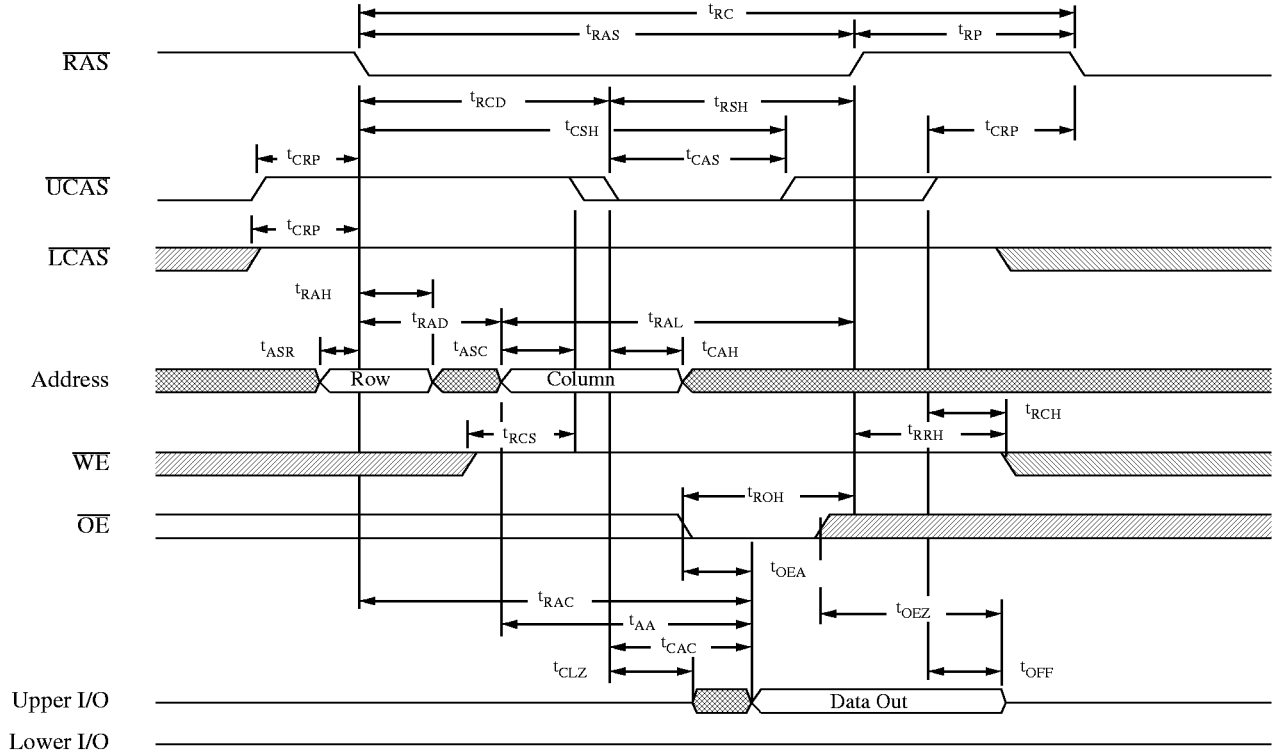 tRC
tRAS tRP
RAS
tRCD tRSH
tCSH tCRP
tCRP tCAS
UCAS
tCRP
LCAS
tRAH
tRAD tRAL
tASR tASC tCAH
Address Row Column
tRCH
tRCS tRRH
WE
tROH
OE
tOEA
tRAC
tOEZ
tAA
tCAC
tCLZ tOFF
Upper I/O Data Out
Lower I/O